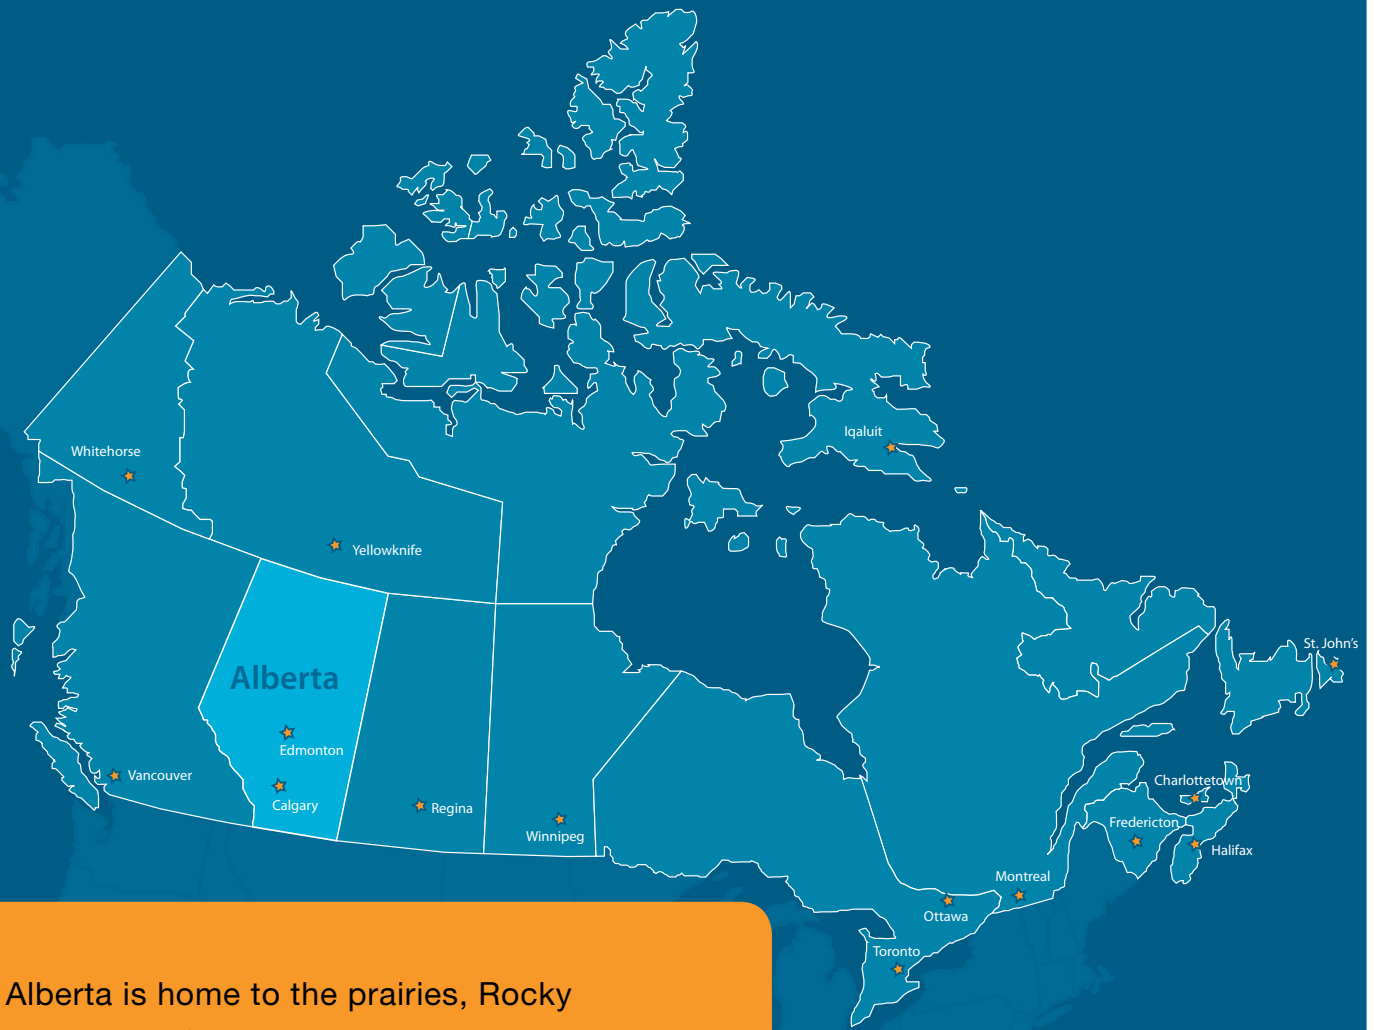 Iqaluit
Whitehorse
Yellowknife
St. John's
Alberta
Edmonton
Vancouver
Charlottetown
Calgary
Regina
Fredericton
Winnipeg
Halifax
Montreal
Ottawa
Toronto
Alberta is home to the prairies, Rocky